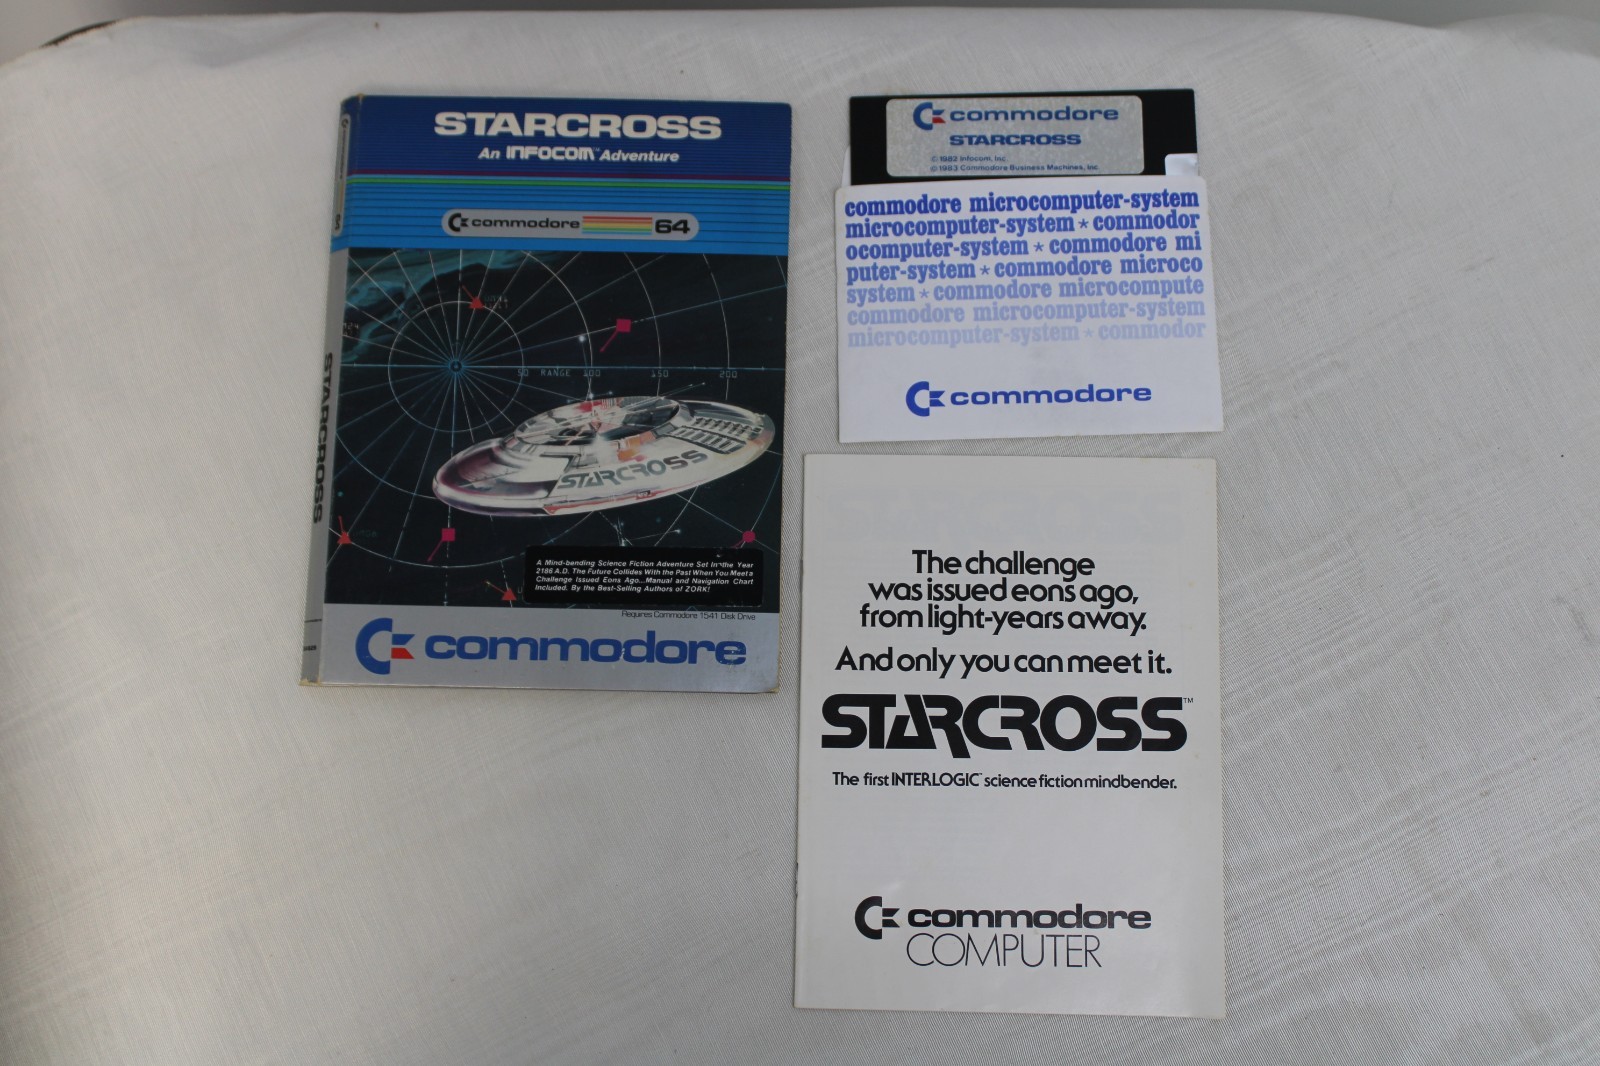 STARCROSS
An INFOCOM™ Adventure
commodore 64
50 RANGE 100 150 200
STARCROSS
A Mind-bending Science Fiction Adventure Set In the Year
2186 A.D. The Future Collides With the Past When You Meet a
Challenge Issued Eons Ago...Manual and Navigation Chart
Included. By the Best-Selling Authors of ZORK!
Requires Commodore 1541 Disk Drive
commodore
STARCROSS
commodore
STARCROSS
© 1982 Infocom, Inc.
© 1983 Commodore Business Machines, Inc.
commodore microcomputer-system
microcomputer-system * commodor
ocomputer-system * commodore mi
puter-system * commodore microco
system * commodore microcompute
commodore microcomputer-system
microcomputer-system * commodor
commodore
The challenge
was issued eons ago,
from light-years away.
And only you can meet it.
STARCROSS™
The first INTERLOGIC™ science fiction mindbender.
commodore
COMPUTER